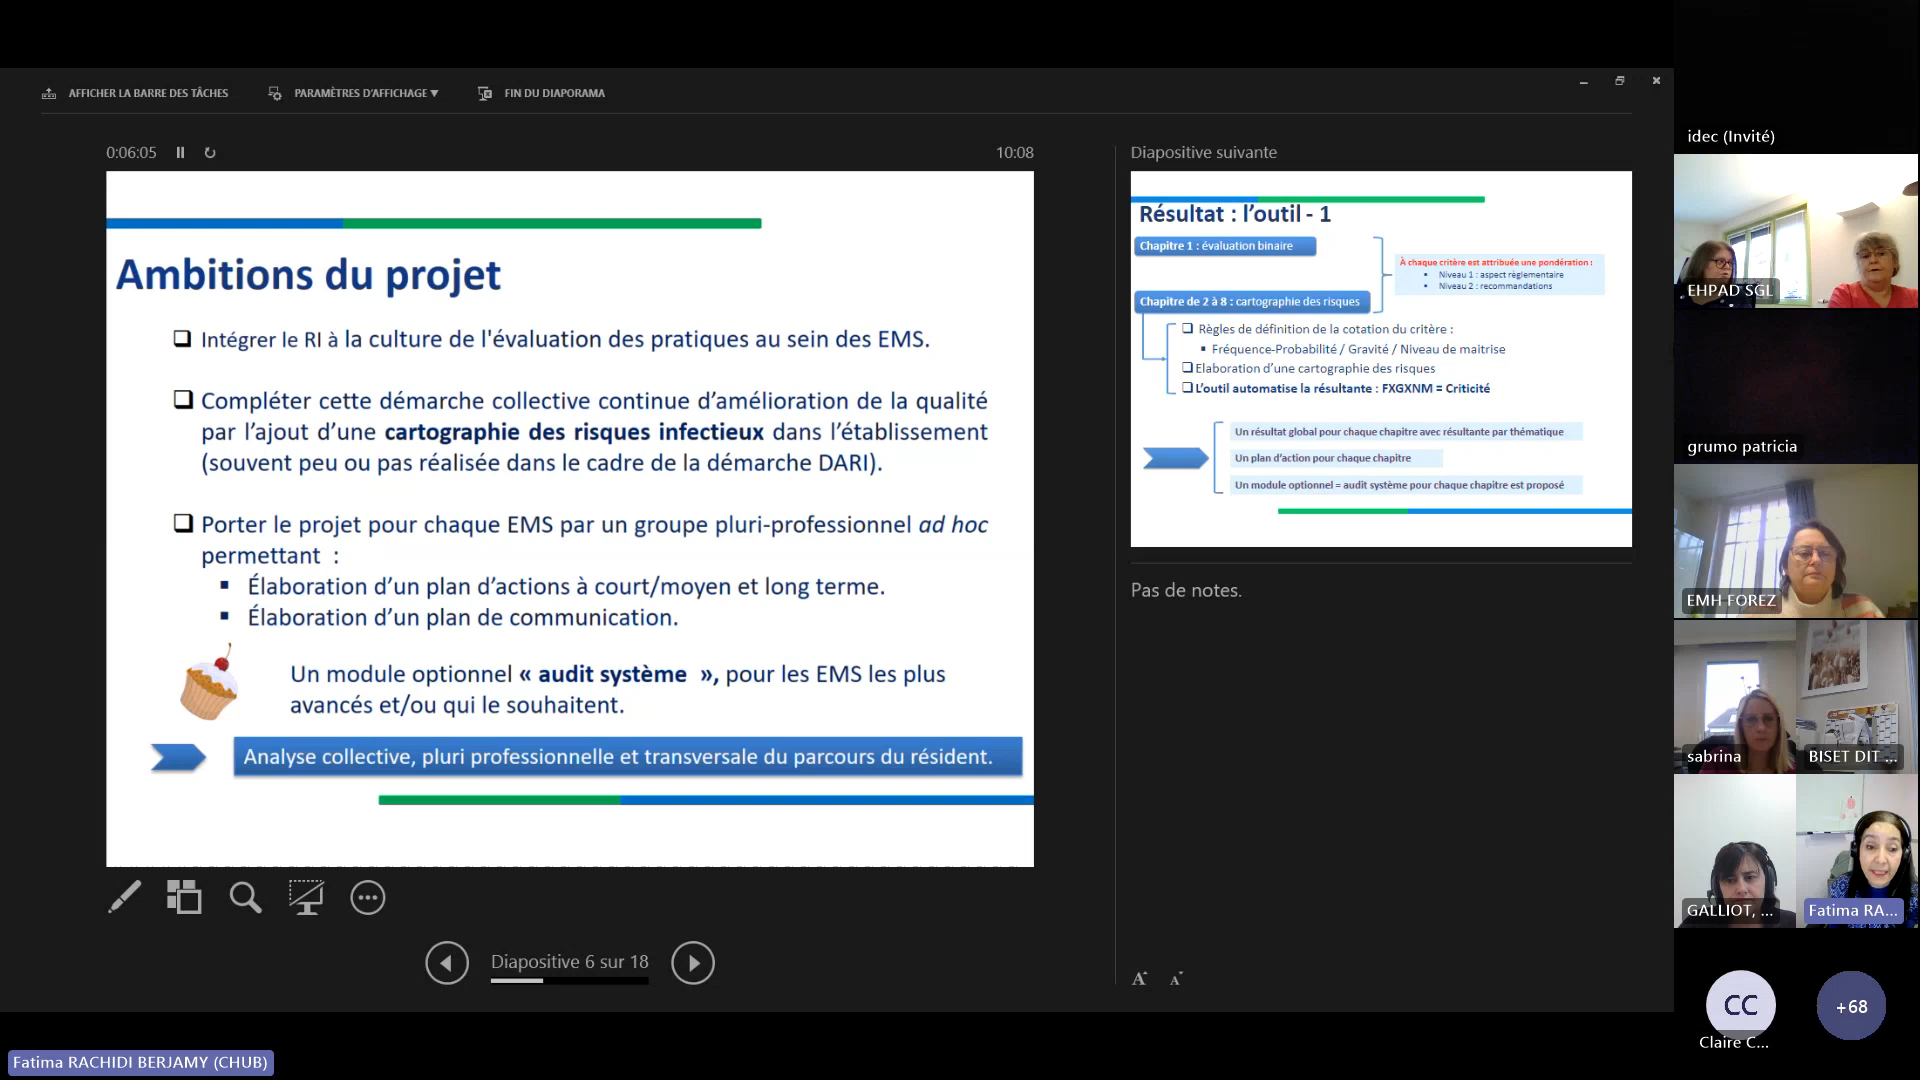 AFFICHER LA BARRE DES TÂCHES
PARAMÈTRES D'AFFICHAGE ▼
FIN DU DIAPORAMA
0:06:05
10:08
Ambitions du projet
Intégrer le RI à la culture de l'évaluation des pratiques au sein des EMS.
Compléter cette démarche collective continue d'amélioration de la qualité
par l'ajout d'une cartographie des risques infectieux dans l'établissement
(souvent peu ou pas réalisée dans le cadre de la démarche DARI).
Porter le projet pour chaque EMS par un groupe pluri-professionnel ad hoc
permettant :
Élaboration d'un plan d'actions à court/moyen et long terme.
Élaboration d'un plan de communication.
Un module optionnel « audit système », pour les EMS les plus
avancés et/ou qui le souhaitent.
Analyse collective, pluri professionnelle et transversale du parcours du résident.
Diapositive 6 sur 18
Diapositive suivante
Résultat : l'outil - 1
Chapitre 1 : évaluation binaire
À chaque critère est attribuée une pondération :
Niveau 1 : aspect règlementaire
Niveau 2 : recommandations
Chapitre de 2 à 8 : cartographie des risques
Règles de définition de la cotation du critère :
Fréquence-Probabilité / Gravité / Niveau de maitrise
Elaboration d'une cartographie des risques
L'outil automatise la résultante : FXGXNM = Criticité
Un résultat global pour chaque chapitre avec résultante par thématique
Un plan d'action pour chaque chapitre
Un module optionnel = audit système pour chaque chapitre est proposé
Pas de notes.
A A
idec (Invité)
EHPAD SGL
grumo patricia
EMH FOREZ
sabrina
BISET DIT ...
GALLIOT, ...
Fatima RA...
CC
+68
Claire C...
Fatima RACHIDI BERJAMY (CHUB)